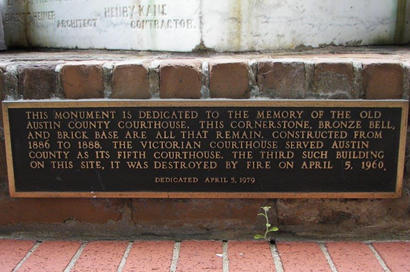 HENRY KANE
ARCHITECT CONTRACTOR.
THIS MONUMENT IS DEDICATED TO THE MEMORY OF THE OLD
AUSTIN COUNTY COURTHOUSE. THIS CORNERSTONE, BRONZE BELL,
AND BRICK BASE ARE ALL THAT REMAIN. CONSTRUCTED FROM
1886 TO 1888, THE VICTORIAN COURTHOUSE SERVED AUSTIN
COUNTY AS ITS FIFTH COURTHOUSE. THE THIRD SUCH BUILDING
ON THIS SITE, IT WAS DESTROYED BY FIRE ON APRIL 5, 1960.
DEDICATED APRIL 5, 1979